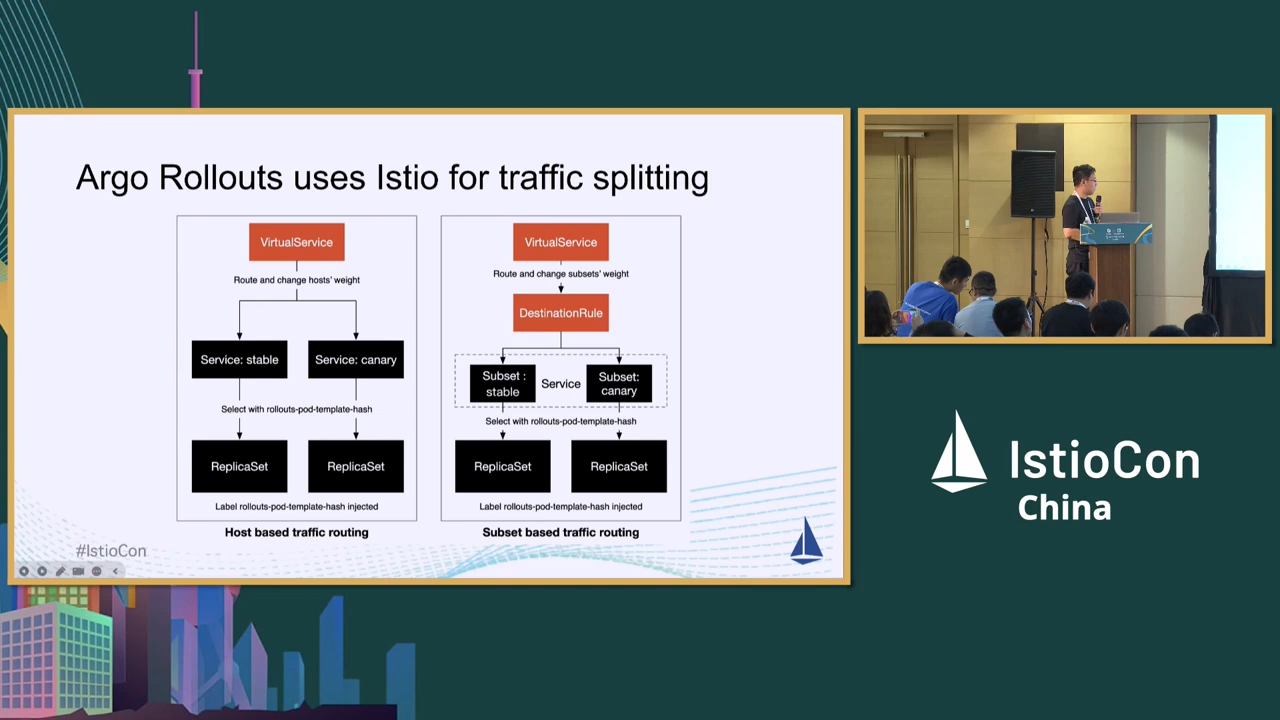 Argo Rollouts uses Istio for traffic splitting
VirtualService
Route and change hosts' weight
Service: stable
Service: canary
Select with rollouts-pod-template-hash
ReplicaSet
ReplicaSet
Label rollouts-pod-template-hash injected
Host based traffic routing
VirtualService
Route and change subsets' weight
DestinationRule
Subset :
stable
Service
Subset:
canary
Select with rollouts-pod-template-hash
ReplicaSet
ReplicaSet
Label rollouts-pod-template-hash injected
Subset based traffic routing
#IstioCon
IstioCon
China